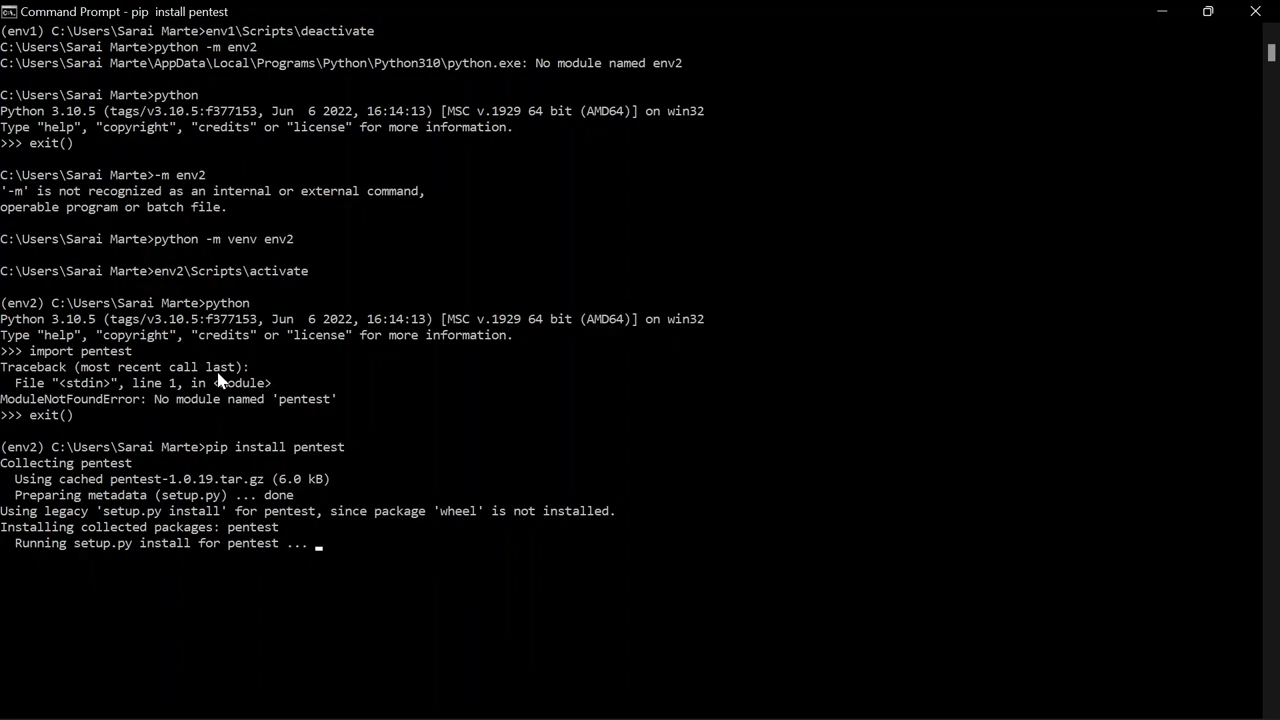 Command Prompt - pip  install pentest
(env1) C:\Users\Sarai Marte>env1\Scripts\deactivate
C:\Users\Sarai Marte>python -m env2
C:\Users\Sarai Marte\AppData\Local\Programs\Python\Python310\python.exe: No module named env2
C:\Users\Sarai Marte>python
Python 3.10.5 (tags/v3.10.5:f377153, Jun  6 2022, 16:14:13) [MSC v.1929 64 bit (AMD64)] on win32
Type "help", "copyright", "credits" or "license" for more information.
>>> exit()
C:\Users\Sarai Marte>-m env2
'-m' is not recognized as an internal or external command,
operable program or batch file.
C:\Users\Sarai Marte>python -m venv env2
C:\Users\Sarai Marte>env2\Scripts\activate
(env2) C:\Users\Sarai Marte>python
Python 3.10.5 (tags/v3.10.5:f377153, Jun  6 2022, 16:14:13) [MSC v.1929 64 bit (AMD64)] on win32
Type "help", "copyright", "credits" or "license" for more information.
>>> import pentest
Traceback (most recent call last):
  File "<stdin>", line 1, in <module>
ModuleNotFoundError: No module named 'pentest'
>>> exit()
(env2) C:\Users\Sarai Marte>pip install pentest
Collecting pentest
  Using cached pentest-1.0.19.tar.gz (6.0 kB)
  Preparing metadata (setup.py) ... done
Using legacy 'setup.py install' for pentest, since package 'wheel' is not installed.
Installing collected packages: pentest
  Running setup.py install for pentest ...